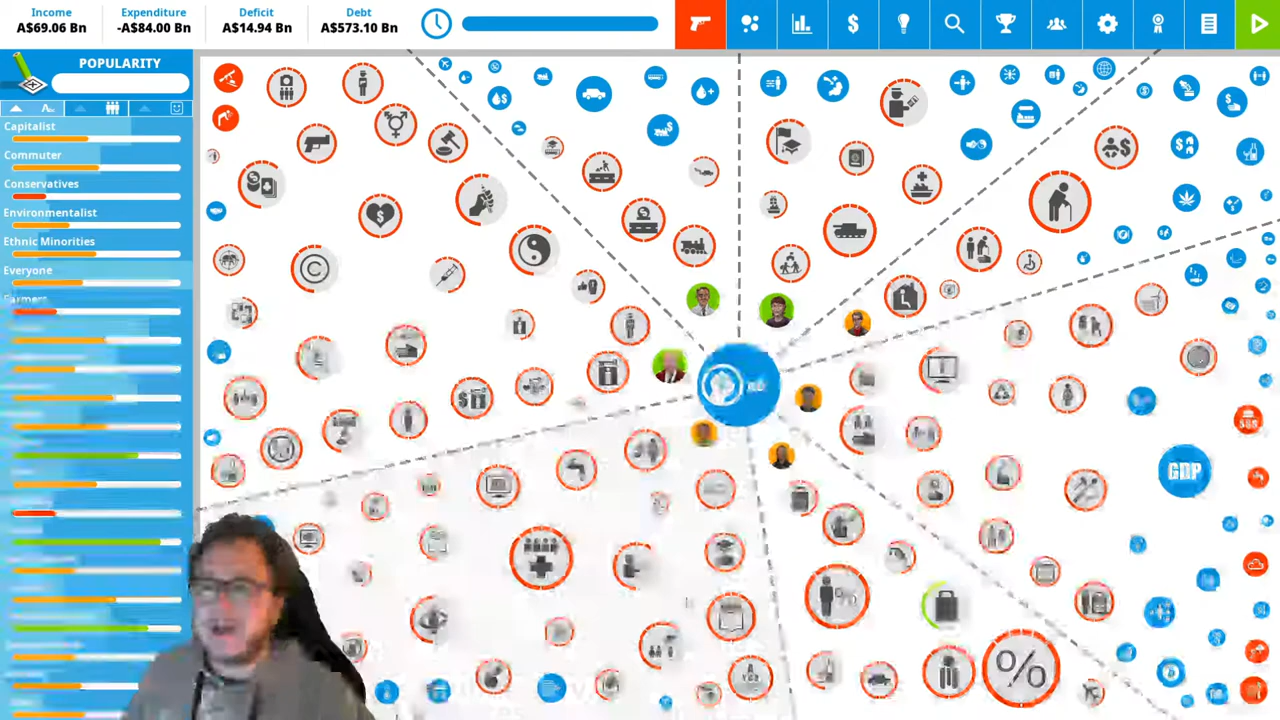 Income
Expenditure
Deficit
Debt
A$69.06 Bn
-A$84.00 Bn
A$14.94 Bn
A$573.10 Bn
POPULARITY
Capitalist
Commuter
Conservatives
Environmentalist
Ethnic Minorities
Everyone
Farmers
GDP